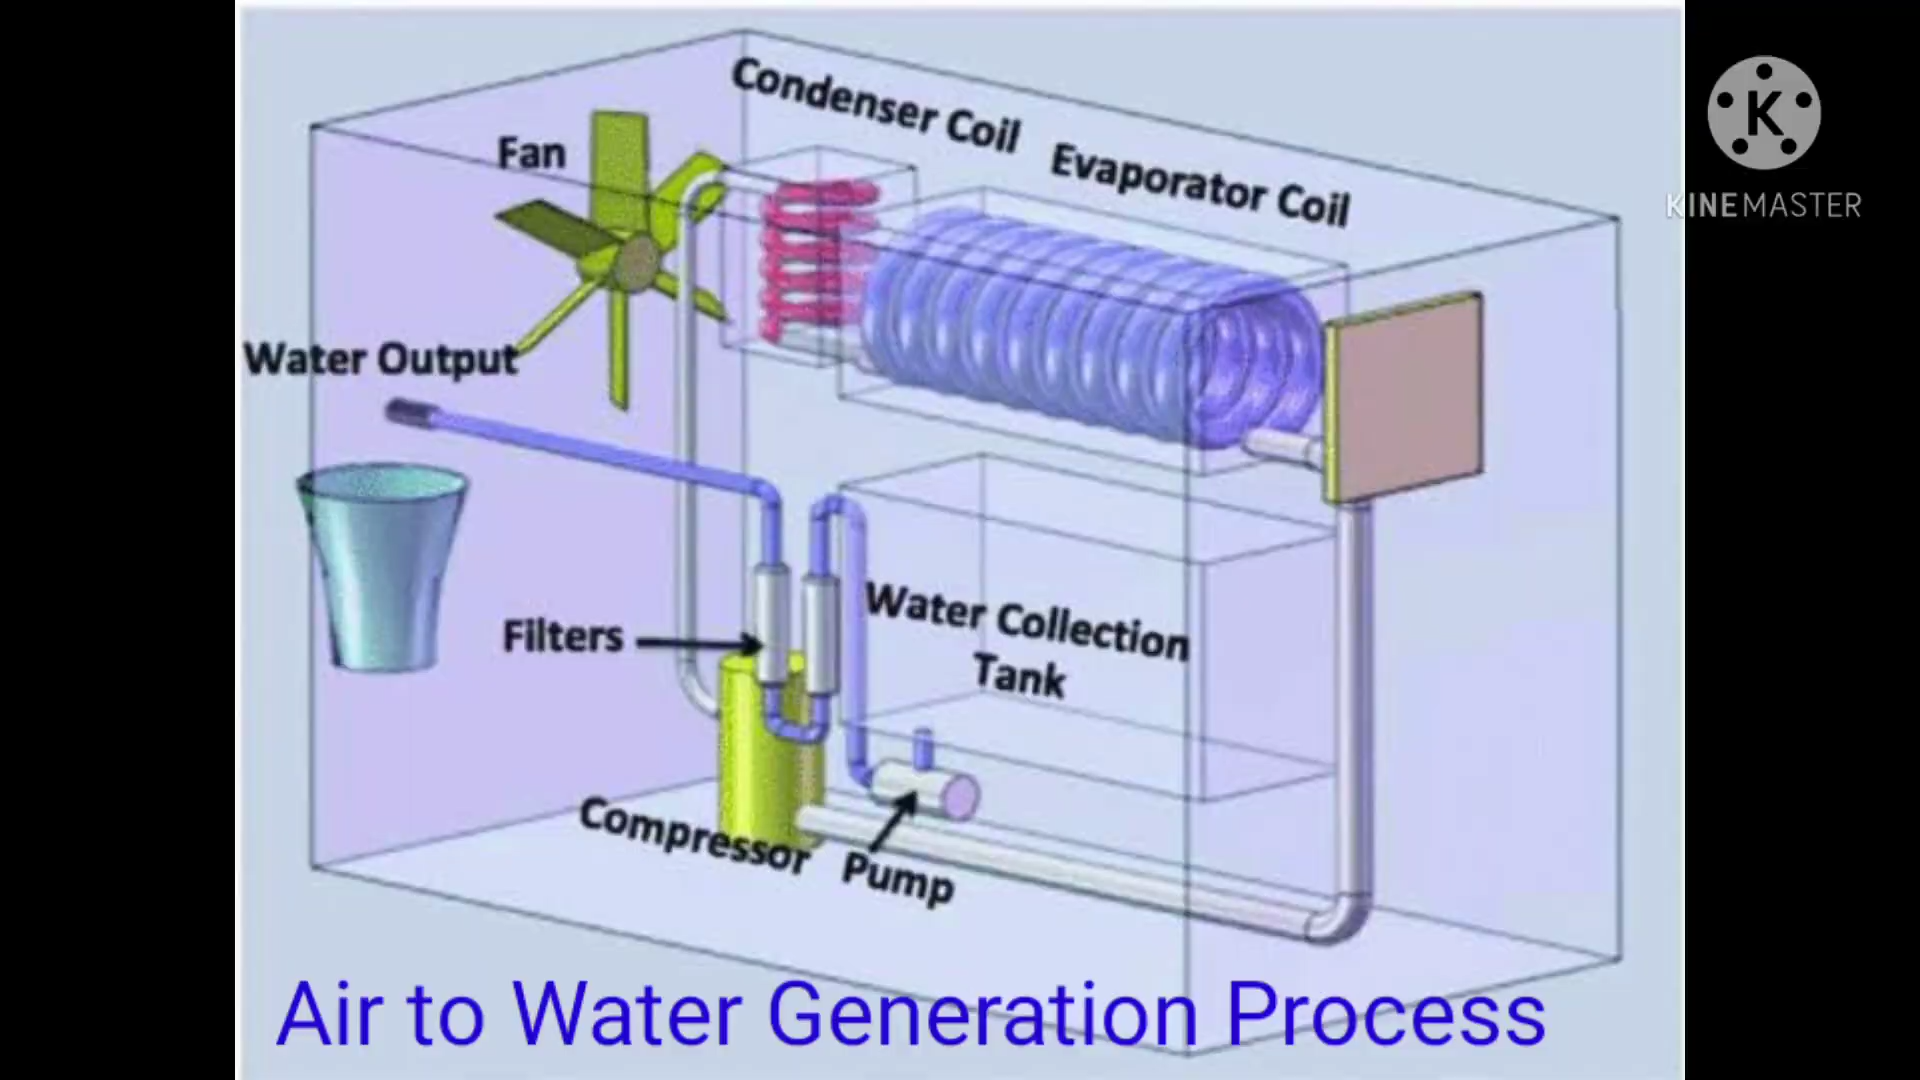 Condenser Coil
Evaporator Coil
Fan
Water Output
Filters
Water Collection
Tank
Compressor
Pump
Air to Water Generation Process
K
KINEMASTER